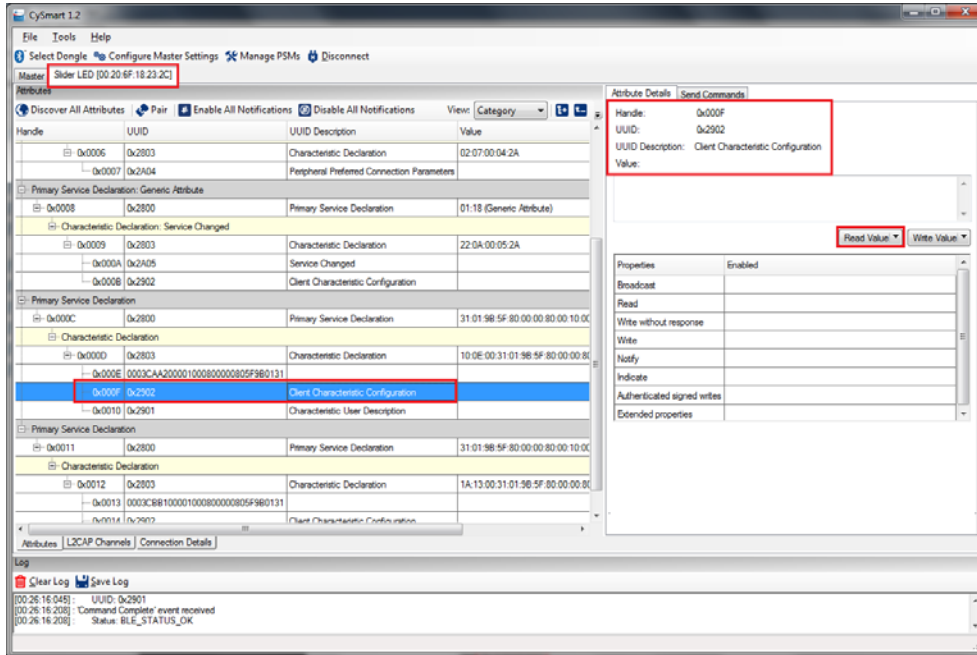 CySmart 1.2
File Tools Help
Select Dongle Configure Master Settings Manage PSMs Disconnect
Master Slider LED [00:20:6F:18:23:2C]
Attributes
Discover All Attributes Pair Enable All Notifications Disable All Notifications View: Category
Handle UUID UUID Description Value
0x0006 0x2803 Characteristic Declaration 02:07:00:04:2A
0x0007 0x2A04 Peripheral Preferred Connection Parameters
Primary Service Declaration: Generic Attribute
0x0008 0x2800 Primary Service Declaration 01:18 (Generic Attribute)
Characteristic Declaration: Service Changed
0x0009 0x2803 Characteristic Declaration 22:0A:00:05:2A
0x000A 0x2A05 Service Changed
0x000B 0x2902 Client Characteristic Configuration
Primary Service Declaration
0x000C 0x2800 Primary Service Declaration 31:01:9B:5F:80:00:00:80:00:10:00
Characteristic Declaration
0x000D 0x2803 Characteristic Declaration 10:0E:00:31:01:9B:5F:80:00:00:80
0x000E 0003CAA200001000800000805F9B0131
0x000F 0x2902 Client Characteristic Configuration
0x0010 0x2901 Characteristic User Description
Primary Service Declaration
0x0011 0x2800 Primary Service Declaration 31:01:9B:5F:80:00:00:80:00:10:00
Characteristic Declaration
0x0012 0x2803 Characteristic Declaration 1A:13:00:31:01:9B:5F:80:00:00:80
0x0013 0003CBB100001000800000805F9B0131
0x0014 0x2902 Client Characteristic Configuration
Attributes L2CAP Channels Connection Details
Attribute Details Send Commands
Handle: 0x000F
UUID: 0x2902
UUID Description: Client Characteristic Configuration
Value:
Read Value Write Value
Properties Enabled
Broadcast
Read
Write without response
Write
Notify
Indicate
Authenticated signed writes
Extended properties
Log
Clear Log Save Log
[00:26:16:045] : UUID: 0x2901
[00:26:16:208] : 'Command Complete' event received
[00:26:16:208] : Status: BLE_STATUS_OK